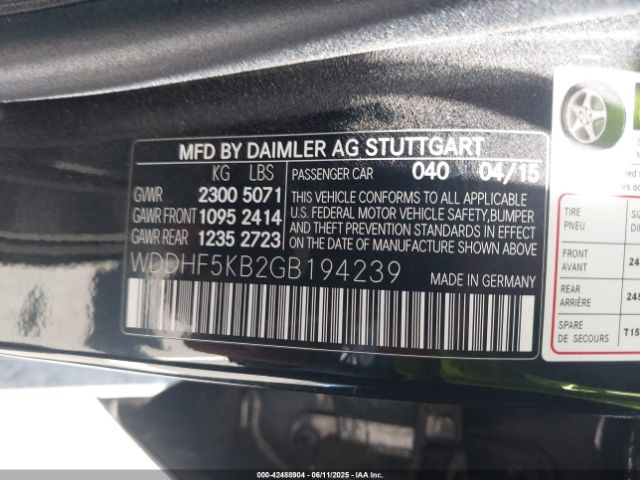 MFD BY DAIMLER AG STUTTGART
KG LBS
GVWR 2300 5071
GAWR FRONT 1095 2414
GAWR REAR 1235 2723
PASSENGER CAR 040 04/15
THIS VEHICLE CONFORMS TO ALL APPLICABLE
U.S. FEDERAL MOTOR VEHICLE SAFETY, BUMPER
AND THEFT PREVENTION STANDARDS IN EFFECT
ON THE DATE OF MANUFACTURE SHOWN ABOVE
WDDHF5KB2GB194239
MADE IN GERMANY
TIRE
PNEU
FRONT
AVANT
REAR
ARRIÈRE
SPARE
DE SECOURS
000-42488904 - 06/11/2025 - IAAI.COM